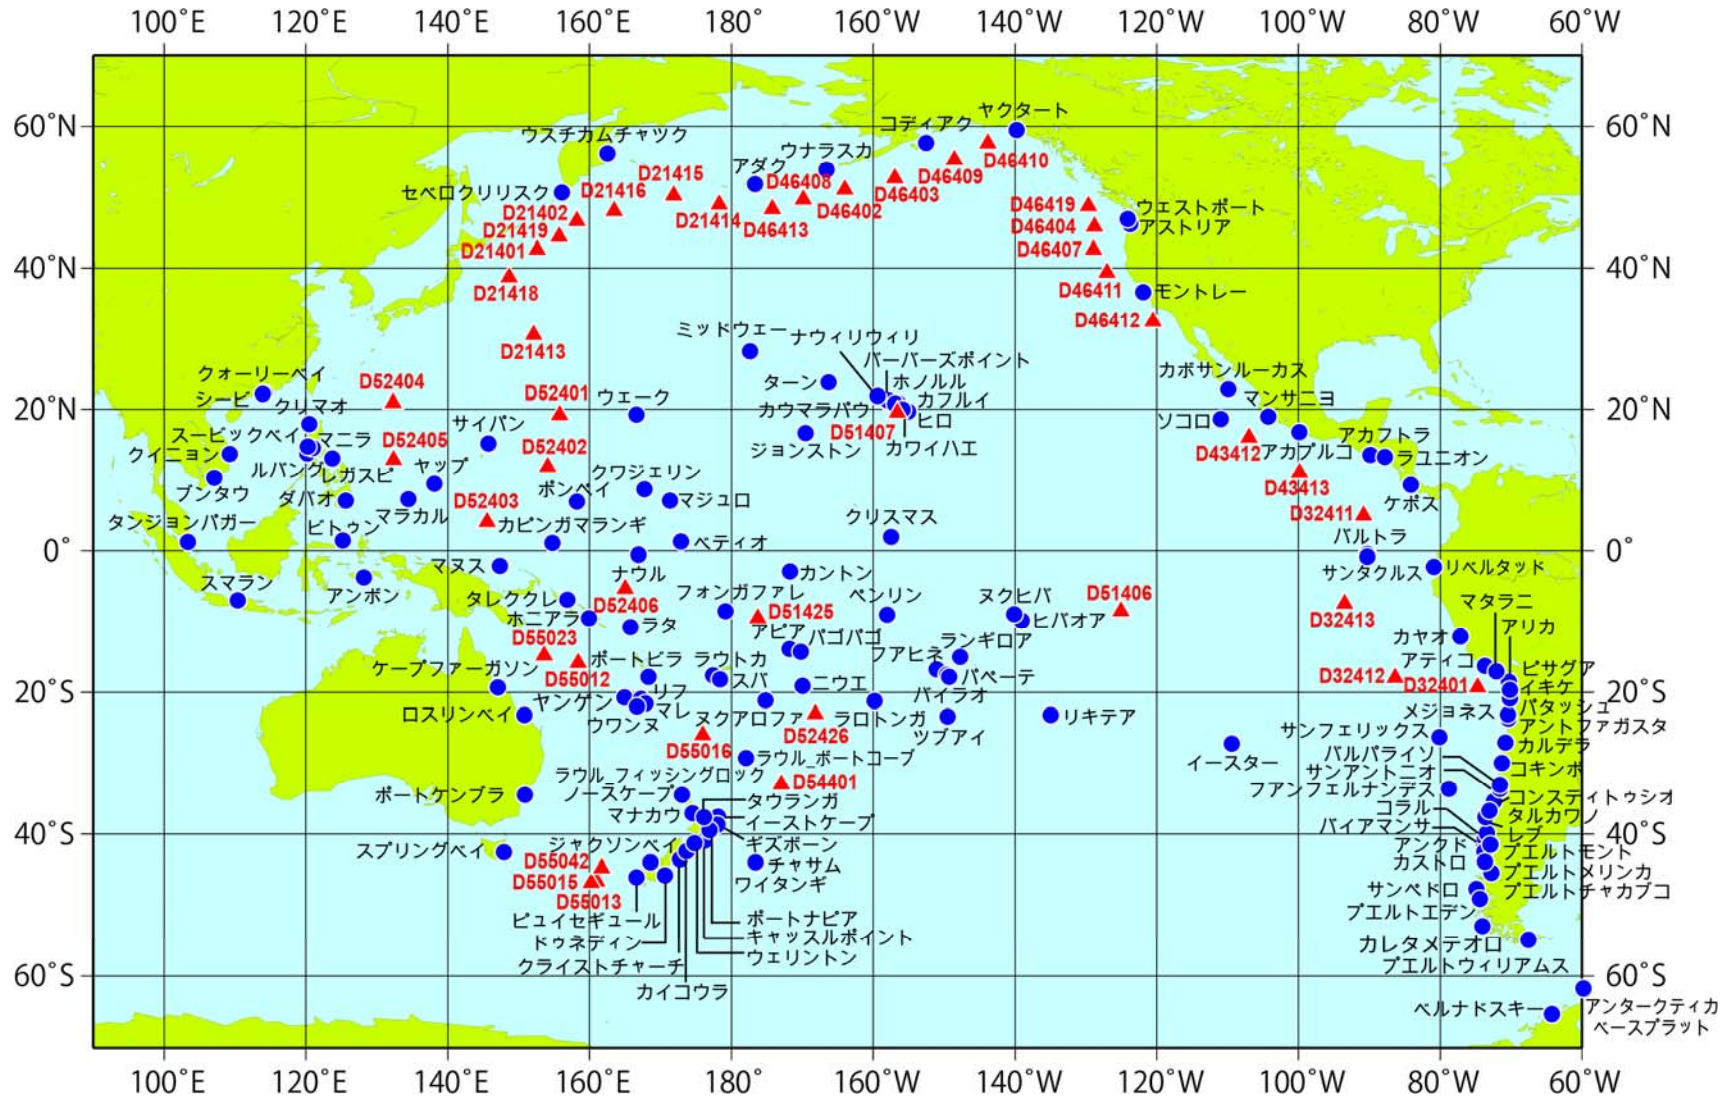 100°E 120°E 140°E 160°E 180° 160°W 140°W 120°W 100°W 80°W 60°W
60°N
60°N
40°N
40°N
20°N
20°N
0°
0°
20°S
20°S
40°S
40°S
60°S
60°S
ヤクタート
コディアク
ウスチカムチャツク
ウナラスカ
アダク
D46410
D21415
D46408
D46409
D21416
D46403
セベロクリリスク
D21402
D21414
D46402
D46419
ウェストポート
D21419
D46413
D46404
アストリア
D21401
D46407
D21418
D46411
モントレー
D46412
ミッドウェー
ナウィリウィリ
D21413
バーバーズポイント
クォーリーベイ
D52404
D52401
ターン
ホノルル
カボサンルーカス
シービ
ウェーク
カフルイ
マンサニヨ
クリマオ
カウマラパウ
ヒロ
ソコロ
サイパン
D51407
スービックベイ
マニラ
D52405
D52402
ジョンストン
カワイハエ
D43412
アカプルコ
アカフトラ
クイニョン
ルバング
レガスピ
ヤップ
クワジェリン
ラユニオン
D43413
ブンタウ
ダバオ
D52403
ポンペイ
マジュロ
ケポス
マラカル
D32411
タンジョンパガー
ビトゥン
カピンガマランギ
クリスマス
バルトラ
ベティオ
マヌス
ナウル
カントン
サンタクルス
リベルタッド
スマラン
アンボン
タレククレ
D52406
フォンガファレ
ペンリン
ヌクヒバ
D51406
マタラニ
ホニアラ
ラタ
D51425
ヒバオア
D32413
アリカ
D55023
アピア
パゴパゴ
ランギロア
カヤオ
ケープファーガソン
ポートビラ
ラウトカ
フアヒネ
アティコ
ピサグア
D55012
スバ
ニウエ
パペーテ
D32412
D32401
イキケ
ヤンゲン
リフ
バイラオ
パタッシュ
ロスリンベイ
マレ
メジョネス
ウワンヌ
ヌクアロファ
ラロトンガ
リキテア
サンフェリックス
アントファガスタ
D52426
ツブアイ
D55016
カルデラ
ラウル_ボートコーブ
イースター
バルパライソ
ラウル_フィッシングロック
サンアントニオ
コキンボ
D54401
ポートケンブラ
ノースケープ
フアンフェルナンデス
タウランガ
コンスティトゥシオ
マナカウ
コラル
イーストケープ
タルカワノ
バイアマンサ
レブ
スプリングベイ
ジャクソンベイ
ギズボーン
アンクド
プエルトモント
D55042
チャサム
カストロ
プエルトメリンカ
D55015
ワイタンギ
サンペドロ
プエルトチャカブコ
D55013
ピュイセギュール
ポートナピア
プエルトエデン
ドゥネディン
キャッスルポイント
カレタメテオロ
ウェリントン
クライストチャーチ
プエルトウィリアムス
カイコウラ
ベルナドスキー
アンタークティカ
ベースプラット
100°E 120°E 140°E 160°E 180° 160°W 140°W 120°W 100°W 80°W 60°W